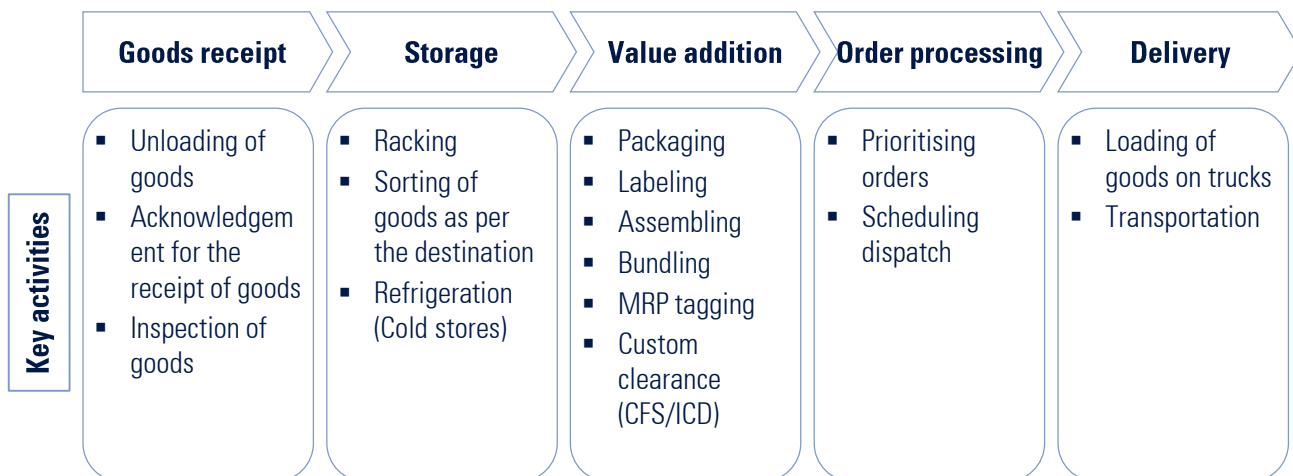 Goods receipt
Storage
Value addition
Order processing
Delivery
Key activities
▪ Unloading of
goods
▪ Acknowledgem
ent for the
receipt of goods
▪ Inspection of
goods
▪ Racking
▪ Sorting of
goods as per
the destination
▪ Refrigeration
(Cold stores)
▪ Packaging
▪ Labeling
▪ Assembling
▪ Bundling
▪ MRP tagging
▪ Custom
clearance
(CFS/ICD)
▪ Prioritising
orders
▪ Scheduling
dispatch
▪ Loading of
goods on trucks
▪ Transportation